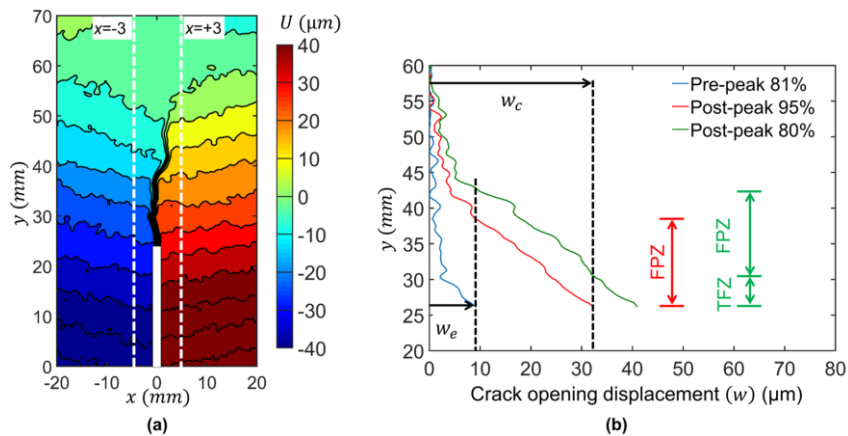 U (μm)
x=-3
x=+3
70
60
50
40
30
20
10
0
y (mm)
-20
-10
0
10
20
x (mm)
40
30
20
10
0
-10
-20
-30
-40
(a)
60
55
50
45
40
35
30
25
20
y (mm)
w_c
w_e
Pre-peak 81%
Post-peak 95%
Post-peak 80%
FPZ
FPZ
TFZ
0
10
20
30
40
50
60
70
80
Crack opening displacement (w) (μm)
(b)